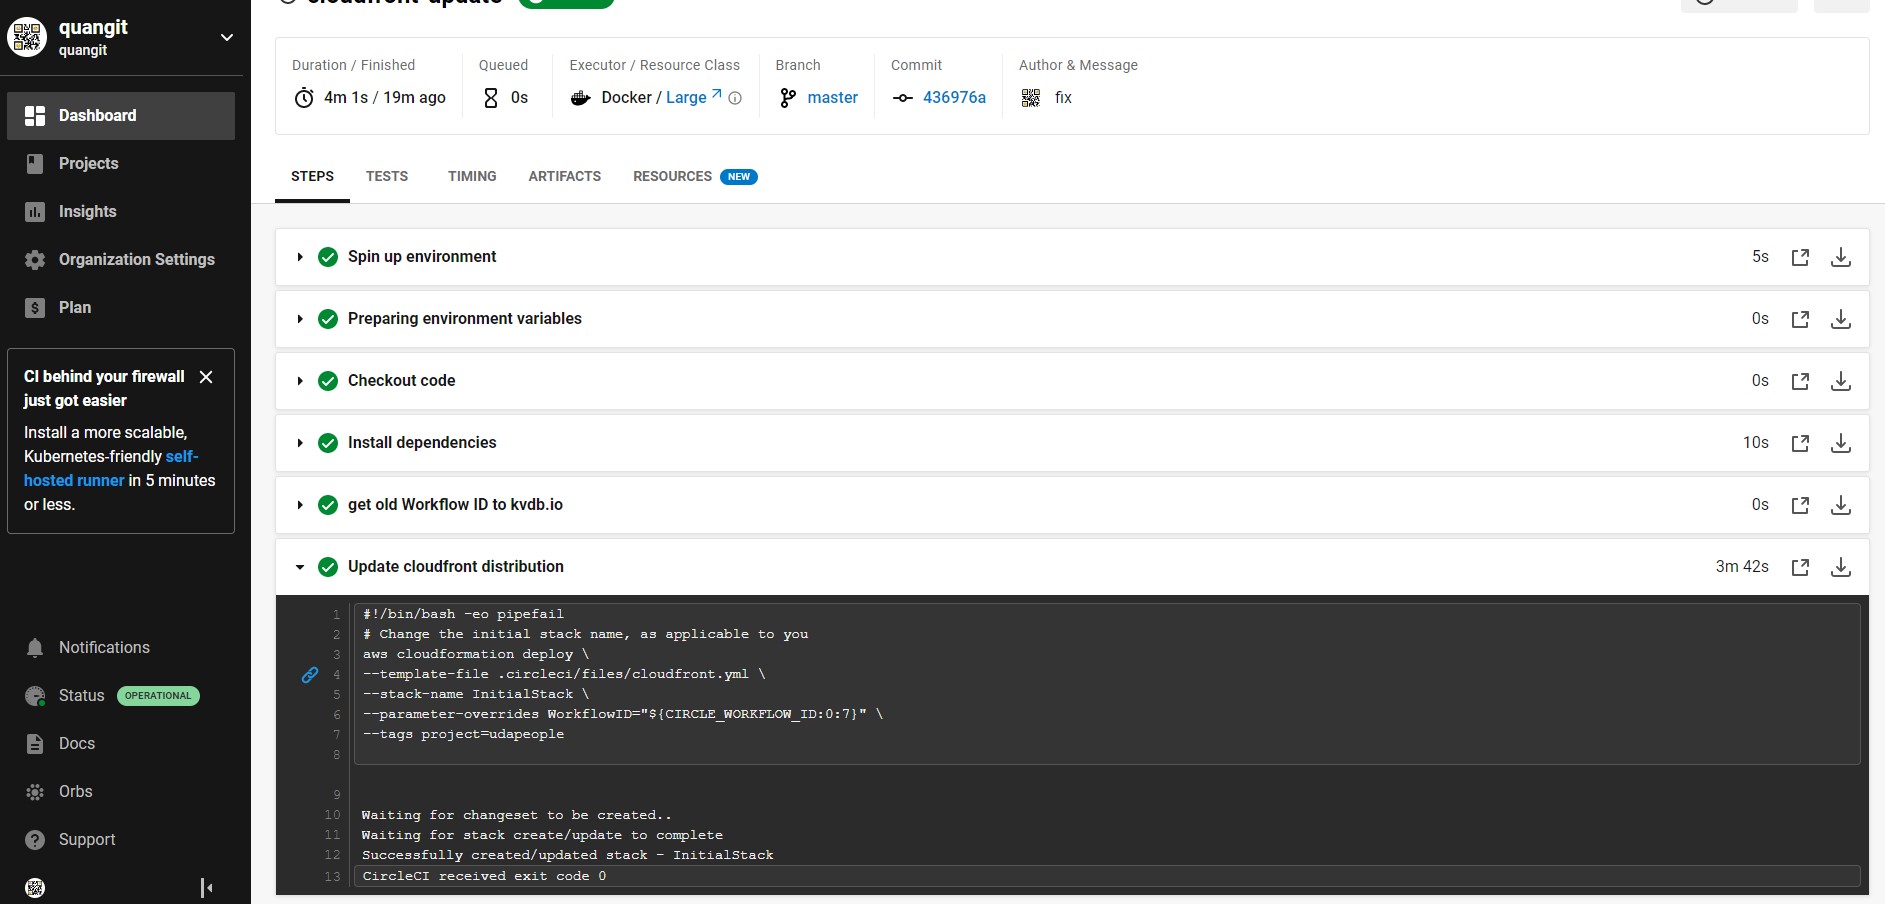 quangit
quangit
Dashboard
Projects
Insights
Organization Settings
Plan
CI behind your firewall
just got easier
Install a more scalable,
Kubernetes-friendly self-
hosted runner in 5 minutes
or less.
Notifications
Status OPERATIONAL
Docs
Orbs
Support
cloudfront-update
Duration / Finished
4m 1s / 19m ago
Queued
0s
Executor / Resource Class
Docker / Large
Branch
master
Commit
436976a
Author & Message
fix
STEPS TESTS TIMING ARTIFACTS RESOURCES NEW
Spin up environment 5s
Preparing environment variables 0s
Checkout code 0s
Install dependencies 10s
get old Workflow ID to kvdb.io 0s
Update cloudfront distribution 3m 42s
1 #!/bin/bash -eo pipefail
2 # Change the initial stack name, as applicable to you
3 aws cloudformation deploy \
4 --template-file .circleci/files/cloudfront.yml \
5 --stack-name InitialStack \
6 --parameter-overrides WorkflowID="${CIRCLE_WORKFLOW_ID:0:7}" \
7 --tags project=udapeople
8
9
10 Waiting for changeset to be created..
11 Waiting for stack create/update to complete
12 Successfully created/updated stack - InitialStack
13 CircleCI received exit code 0